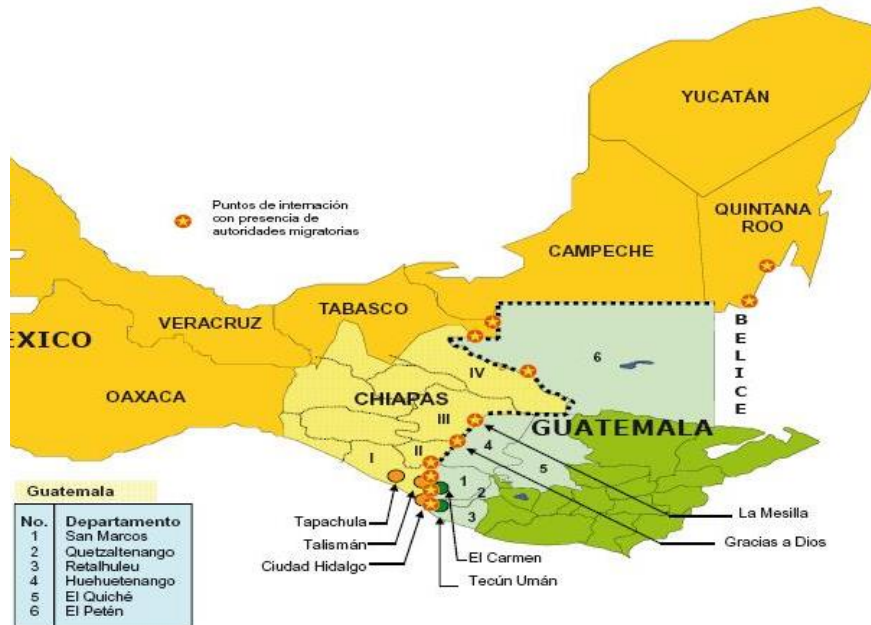 YUCATÁN
Puntos de internación
con presencia de
autoridades migratorias
QUINTANA
ROO
CAMPECHE
TABASCO
VERACRUZ
EXICO
BELICE
6
IV
OAXACA
CHIAPAS
III
GUATEMALA
II
4
I
5
1
2
3
Guatemala
No. Departamento
1 San Marcos
2 Quetzaltenango
3 Retalhuleu
4 Huehuetenango
5 El Quiché
6 El Petén
Tapachula
Talismán
Ciudad Hidalgo
El Carmen
Tecún Umán
La Mesilla
Gracias a Dios